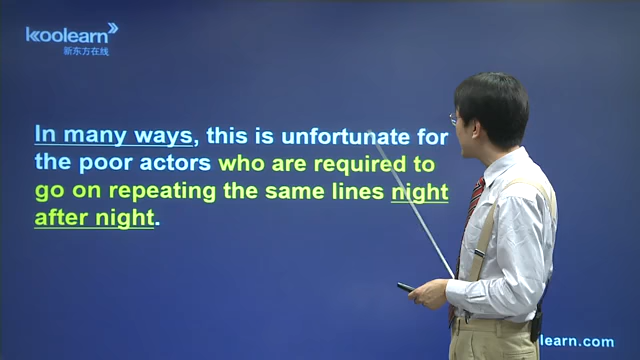 koolearn
新东方在线
In many ways, this is unfortunate for
the poor actors who are required to
go on repeating the same lines night
after night.
learn.com